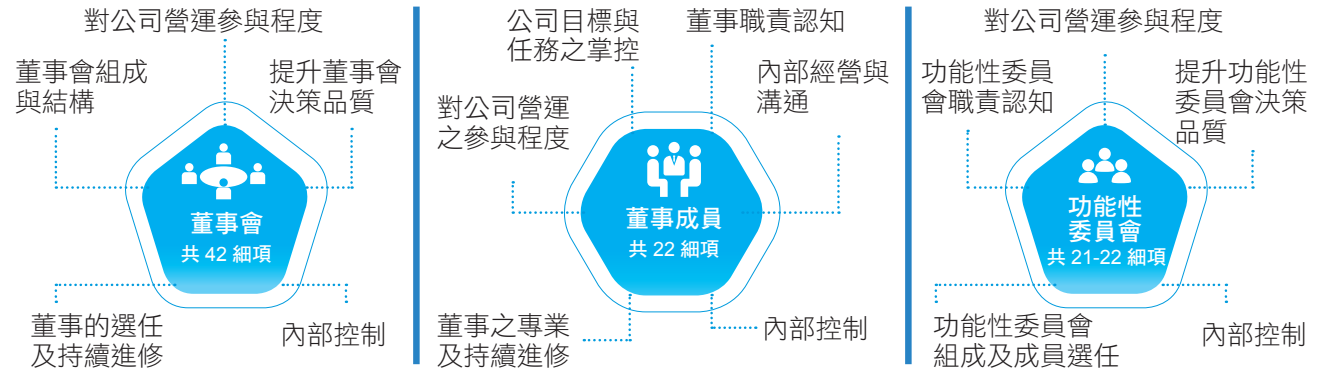 對公司營運參與程度
董事會組成
與結構
提升董事會
決策品質
董事會
共 42 細項
董事的選任
及持續進修
內部控制
公司目標與
任務之掌控
董事職責認知
對公司營運
之參與程度
內部經營與
溝通
董事成員
共 22 細項
董事之專業
及持續進修
內部控制
對公司營運參與程度
功能性委員
會職責認知
提升功能性
委員會決策
品質
功能性
委員會
共 21-22 細項
功能性委員會
組成及成員選任
內部控制